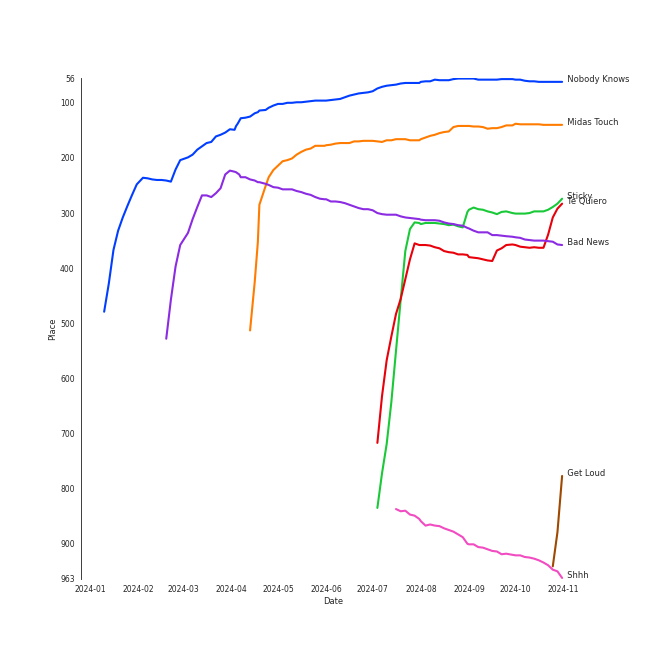 56
Nobody Knows
100
Midas Touch
200
Sticky
Te Quiero
300
Bad News
400
500
Place
600
700
800
Get Loud
900
963
Shhh
2024-01 2024-02 2024-03 2024-04 2024-05 2024-06 2024-07 2024-08 2024-09 2024-10 2024-11
Date